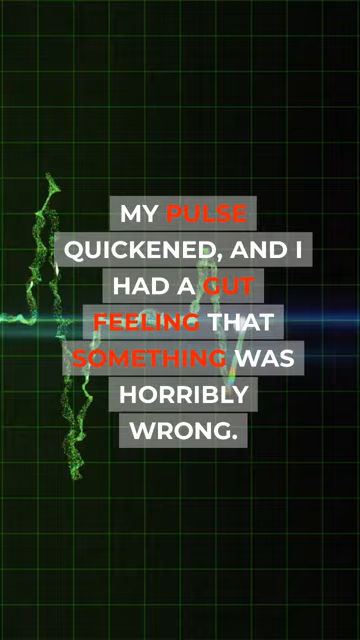 MY PULSE
QUICKENED, AND I
HAD A GUT
FEELING THAT
SOMETHING WAS
HORRIBLY
WRONG.